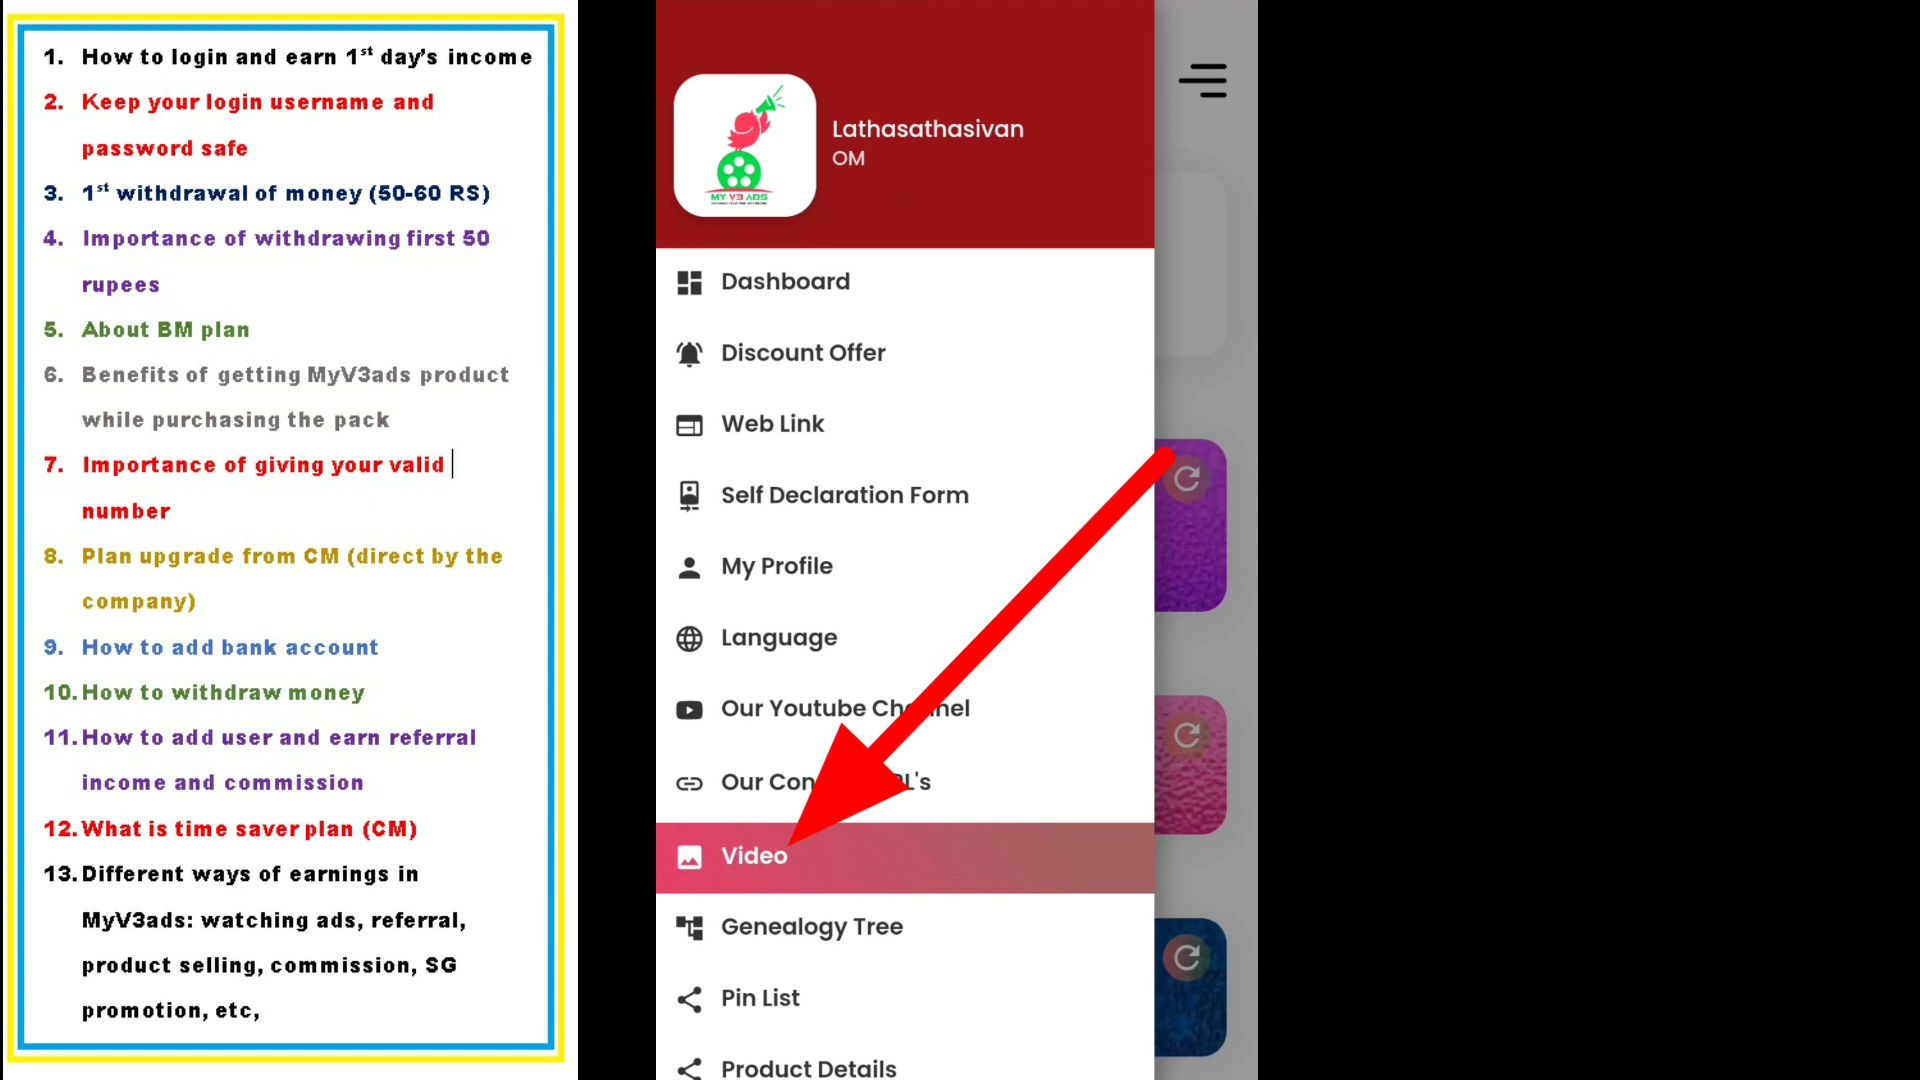 1. How to login and earn 1st day's income
2. Keep your login username and
password safe
3. 1st withdrawal of money (50-60 RS)
4. Importance of withdrawing first 50
rupees
5. About BM plan
6. Benefits of getting MyV3ads product
while purchasing the pack
7. Importance of giving your valid
number
8. Plan upgrade from CM (direct by the
company)
9. How to add bank account
10. How to withdraw money
11. How to add user and earn referral
income and commission
12. What is time saver plan (CM)
13. Different ways of earnings in
MyV3ads: watching ads, referral,
product selling, commission, SG
promotion, etc,
MY V3 ADS
Lathasathasivan
OM
Dashboard
Discount Offer
Web Link
Self Declaration Form
My Profile
Language
Our Youtube Channel
Our
Video
Genealogy Tree
Pin List
Product Details